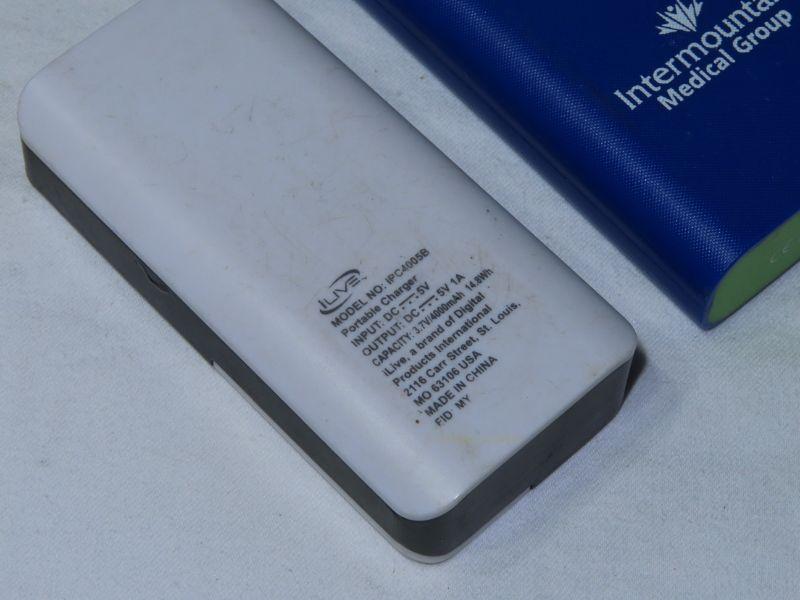 iLIVE
MODEL NO: IPC4005B
Portable Charger
INPUT: DC ⎓ 5V
OUTPUT: DC ⎓ 5V 1A
CAPACITY: 3.7V/4000mAh 14.8Wh
iLive, a brand of Digital
Products International
2116 Carr Street, St. Louis,
MO 63106 USA
MADE IN CHINA
FID MY
Intermounta
Medical Group